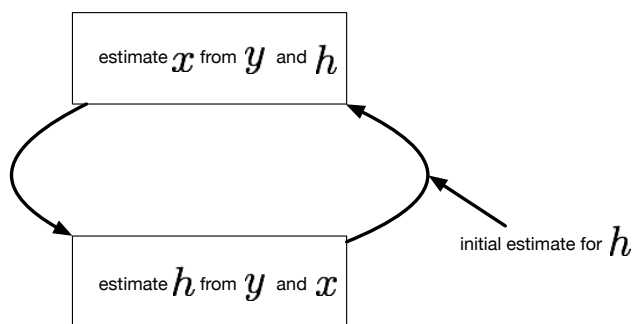 estimate x from y and h
initial estimate for h
estimate h from y and x